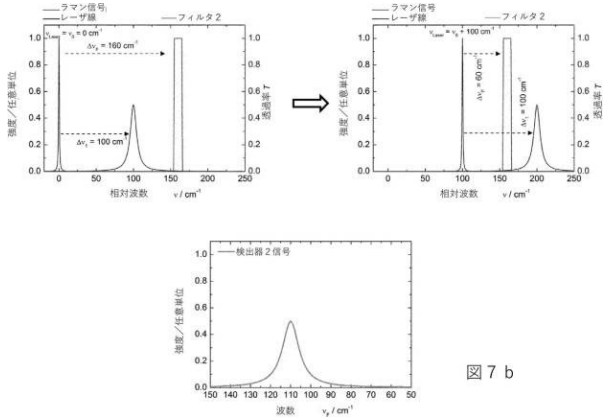 ラマン信号
レーザ線
フィルタ2
ν_Laser = ν_0 = 0 cm⁻¹
Δν_F = 160 cm⁻¹
Δν_1 = 100 cm⁻¹
強度/任意単位
透過率 T
1.0
0.8
0.6
0.4
0.2
0.0
1.0
0.8
0.6
0.4
0.2
0.0
0 50 100 150 200 250
相対波数 ν / cm⁻¹
ラマン信号
レーザ線
フィルタ2
ν_Laser = ν_0 + 100 cm⁻¹
Δν_F = 60 cm⁻¹
Δν_1 = 100 cm⁻¹
強度/任意単位
透過率 T
1.0
0.8
0.6
0.4
0.2
0.0
1.0
0.8
0.6
0.4
0.2
0.0
0 50 100 150 200 250
相対波数 ν / cm⁻¹
検出器2信号
強度/任意単位
1.0
0.8
0.6
0.4
0.2
0.0
150 140 130 120 110 100 90 80 70 60 50
波数 ν_F / cm⁻¹
図7b